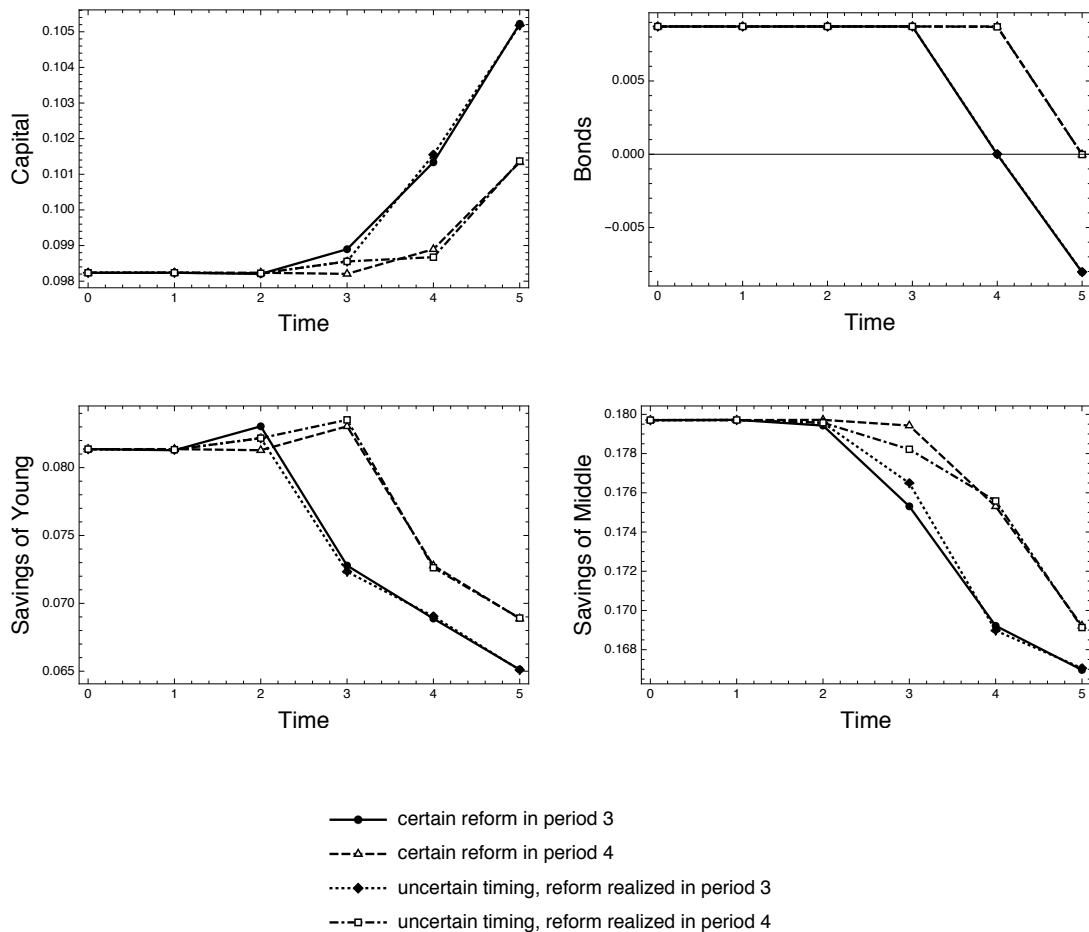 0.105
0.104
0.103
0.102
0.101
0.100
0.099
0.098
Capital
0 1 2 3 4 5
Time
0.005
0.000
−0.005
Bonds
0 1 2 3 4 5
Time
0.080
0.075
0.070
0.065
Savings of Young
0 1 2 3 4 5
Time
0.180
0.178
0.176
0.174
0.172
0.170
0.168
Savings of Middle
0 1 2 3 4 5
Time
certain reform in period 3
certain reform in period 4
uncertain timing, reform realized in period 3
uncertain timing, reform realized in period 4